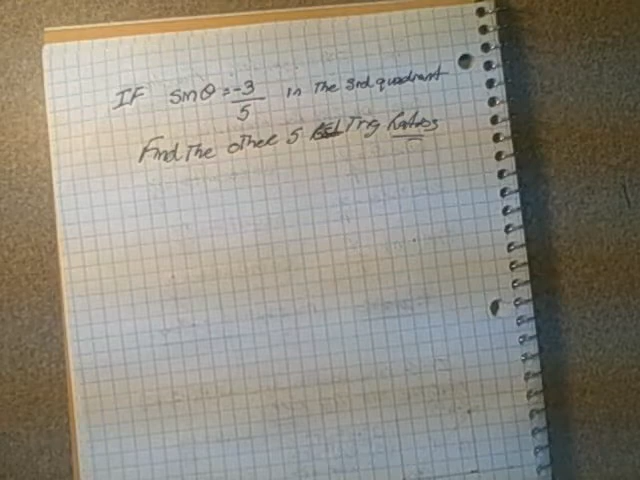 IF sinθ = -3/5 in The 3rd quadrant
Find The other 5 Trig Ratios